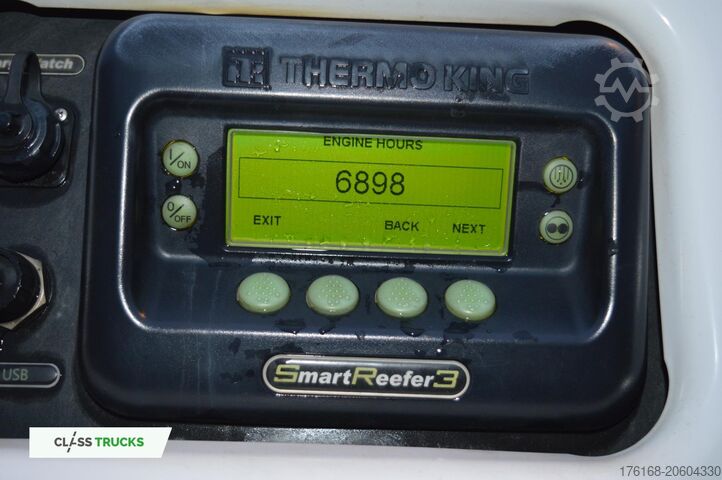 THERMO KING
ENGINE HOURS
6898
EXIT BACK NEXT
I/ON
O/OFF
SmartReefer3
USB
CLASS TRUCKS
176168-20604330